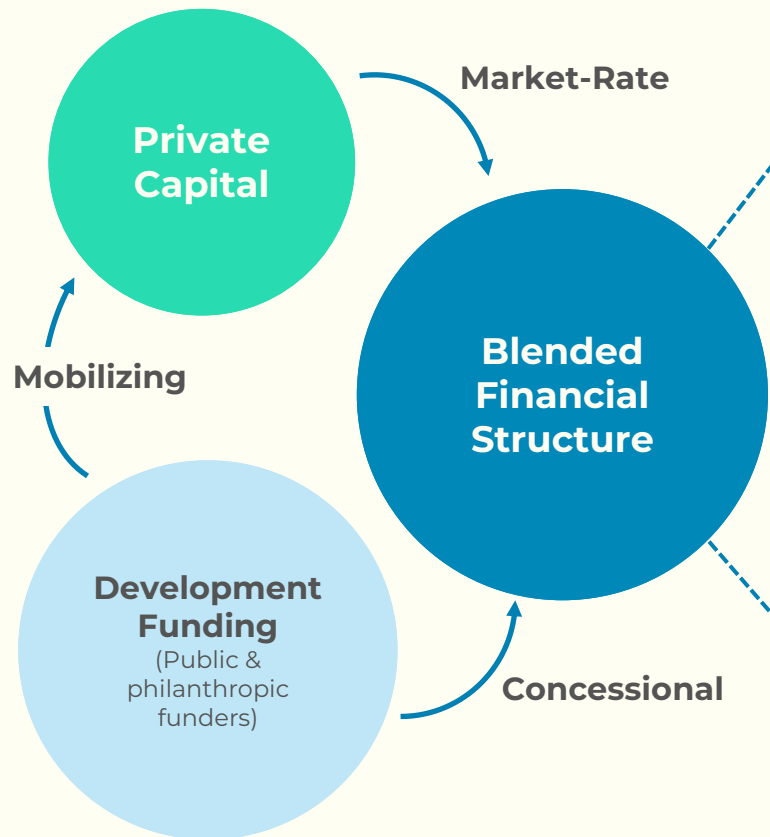 Market-Rate
Private
Capital
Blended
Financial
Structure
Mobilizing
Development
Funding
(Public &
philanthropic
funders)
Concessional